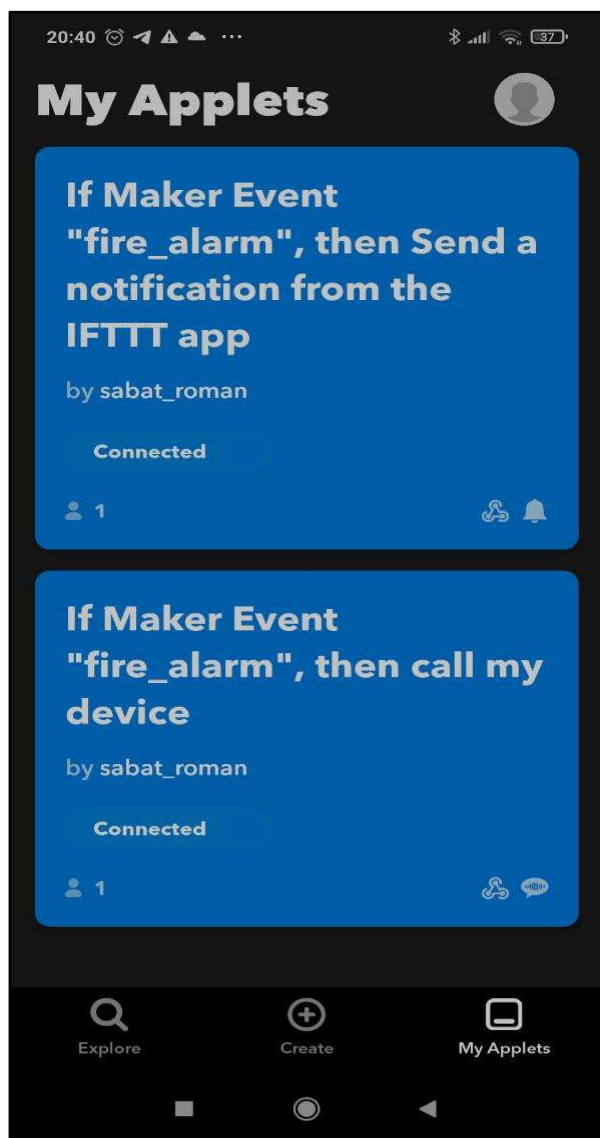 20:40 ... 37
My Applets
If Maker Event
"fire_alarm", then Send a
notification from the
IFTTT app
by sabat_roman
Connected
1
If Maker Event
"fire_alarm", then call my
device
by sabat_roman
Connected
1
Explore Create My Applets